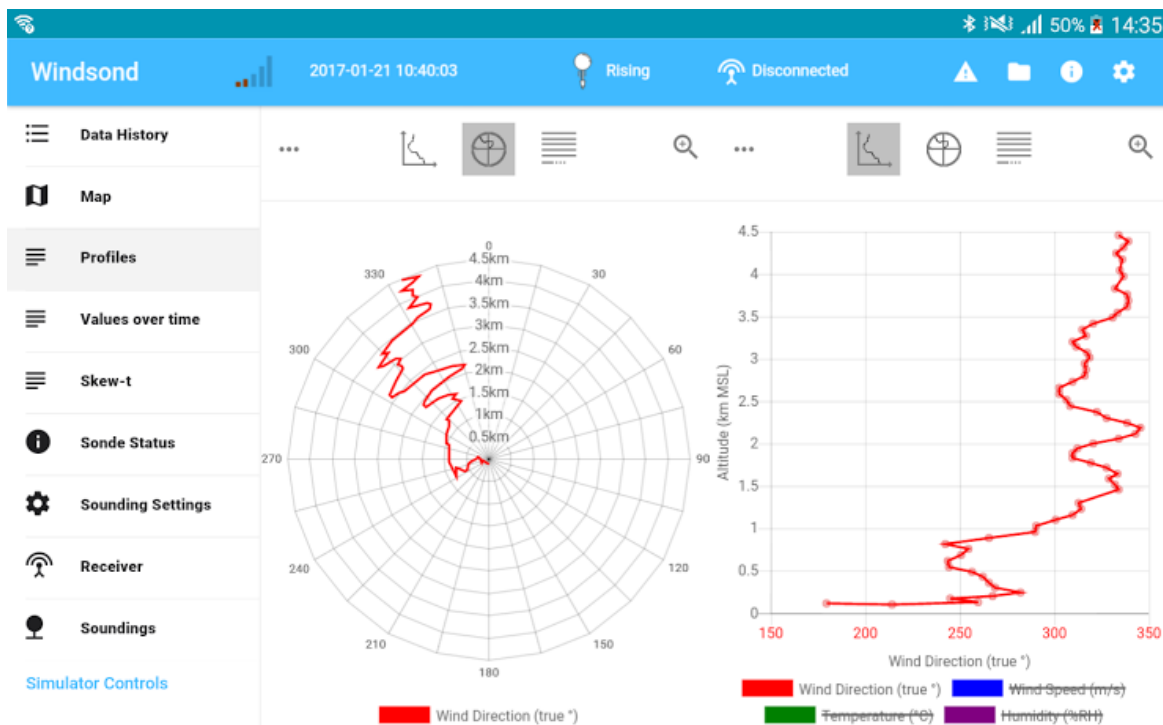 50% 14:35
Windsond 2017-01-21 10:40:03 Rising Disconnected
Data History
Map
Profiles
Values over time
Skew-t
Sonde Status
Sounding Settings
Receiver
Soundings
Simulator Controls
0
330 30
300 60
270 90
240 120
210 150
180
4.5km
4km
3.5km
3km
2.5km
2km
1.5km
1km
0.5km
Wind Direction (true °)
Altitude (km MSL)
4.5
4
3.5
3
2.5
2
1.5
1
0.5
0
150 200 250 300 350
Wind Direction (true °)
Wind Direction (true °) Wind Speed (m/s)
Temperature (°C) Humidity (%RH)